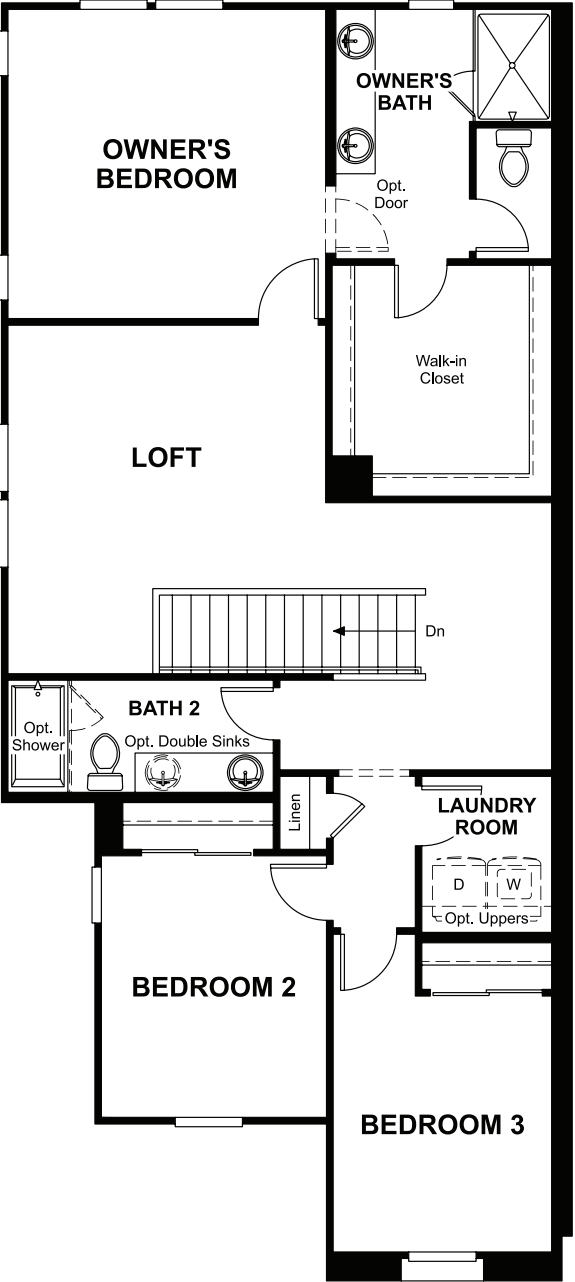 OWNER'S
BATH
OWNER'S
BEDROOM
Opt.
Door
Walk-in
Closet
LOFT
Dn
BATH 2
Opt.
Shower
Opt. Double Sinks
Linen
LAUNDRY
ROOM
D
W
Opt. Uppers
BEDROOM 2
BEDROOM 3